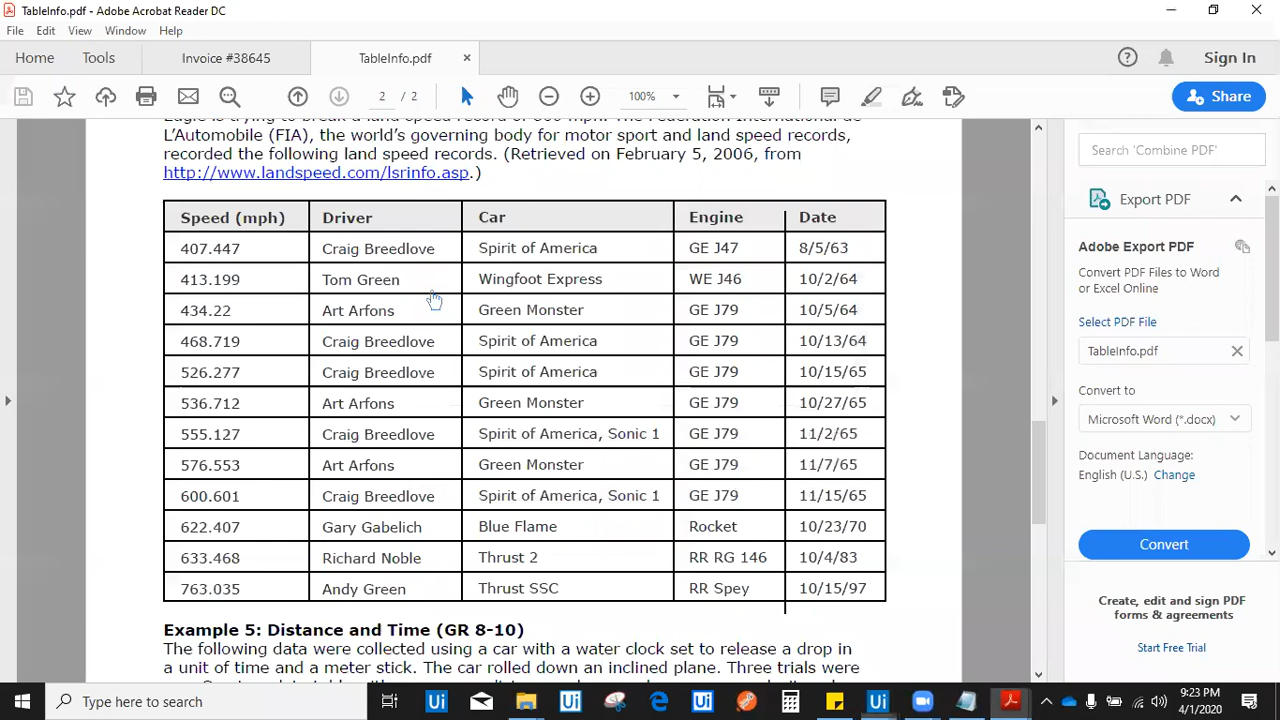 TableInfo.pdf - Adobe Acrobat Reader DC
File Edit View Window Help
Home Tools Invoice #38645 TableInfo.pdf × Sign In
2 / 2 100% Share
L'Automobile (FIA), the world's governing body for motor sport and land speed records,
recorded the following land speed records. (Retrieved on February 5, 2006, from
http://www.landspeed.com/lsrinfo.asp.)
Speed (mph) Driver Car Engine Date
407.447 Craig Breedlove Spirit of America GE J47 8/5/63
413.199 Tom Green Wingfoot Express WE J46 10/2/64
434.22 Art Arfons Green Monster GE J79 10/5/64
468.719 Craig Breedlove Spirit of America GE J79 10/13/64
526.277 Craig Breedlove Spirit of America GE J79 10/15/65
536.712 Art Arfons Green Monster GE J79 10/27/65
555.127 Craig Breedlove Spirit of America, Sonic 1 GE J79 11/2/65
576.553 Art Arfons Green Monster GE J79 11/7/65
600.601 Craig Breedlove Spirit of America, Sonic 1 GE J79 11/15/65
622.407 Gary Gabelich Blue Flame Rocket 10/23/70
633.468 Richard Noble Thrust 2 RR RG 146 10/4/83
763.035 Andy Green Thrust SSC RR Spey 10/15/97
Example 5: Distance and Time (GR 8-10)
The following data were collected using a car with a water clock set to release a drop in
a unit of time and a meter stick. The car rolled down an inclined plane. Three trials were
Search 'Combine PDF'
Export PDF
Adobe Export PDF
Convert PDF Files to Word
or Excel Online
Select PDF File
TableInfo.pdf
Convert to
Microsoft Word (*.docx)
Document Language:
English (U.S.) Change
Convert
Create, edit and sign PDF
forms & agreements
Start Free Trial
Type here to search
Ui Ui Ui Ui
9:23 PM
4/1/2020